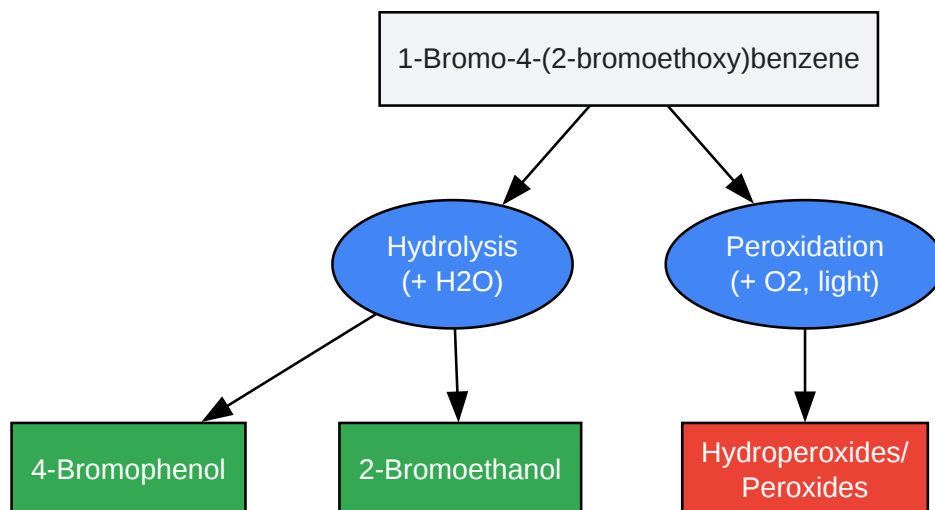 1-Bromo-4-(2-bromoethoxy)benzene
Hydrolysis
(+ H2O)
Peroxidation
(+ O2, light)
4-Bromophenol
2-Bromoethanol
Hydroperoxides/
Peroxides